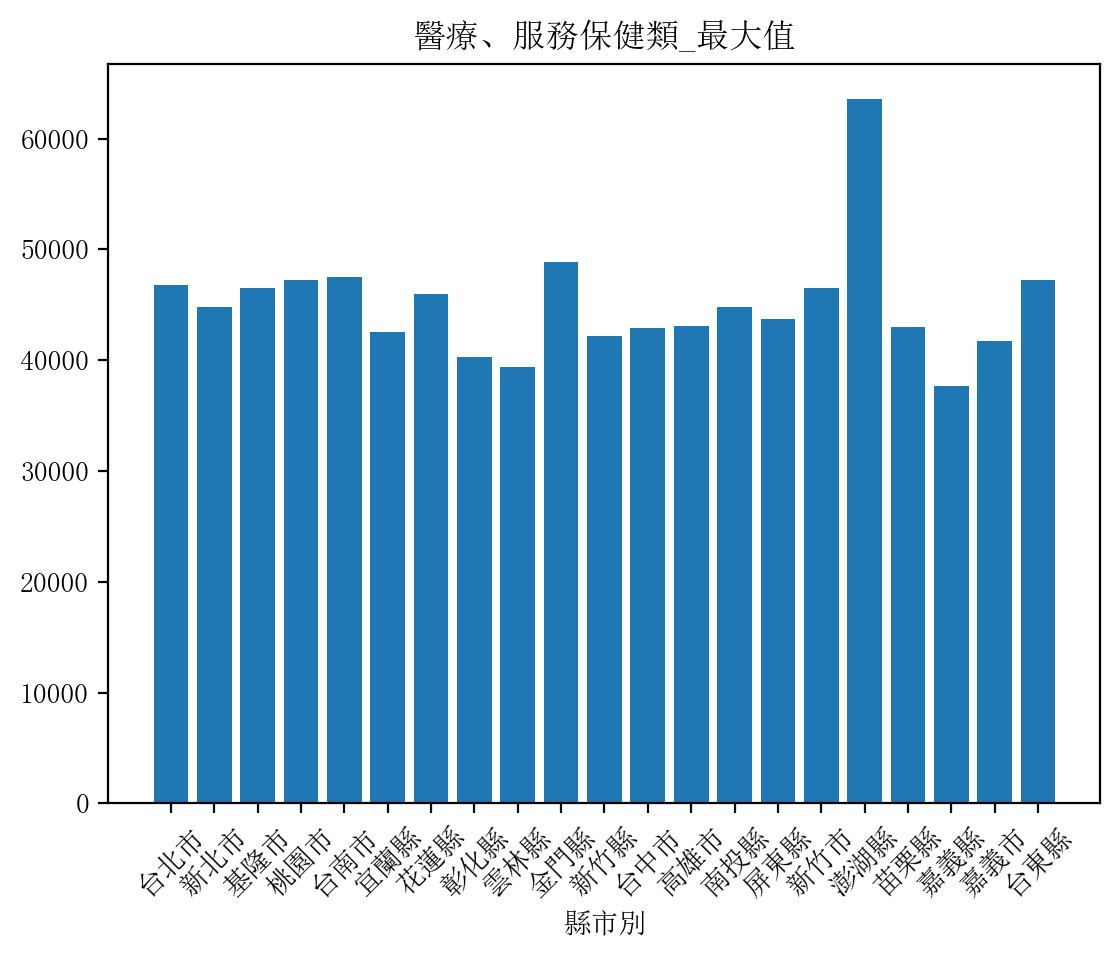 醫療、服務保健類_最大值
60000
50000
40000
30000
20000
10000
0
台北市
新北市
基隆市
桃園市
台南市
宜蘭縣
花蓮縣
彰化縣
雲林縣
金門縣
新竹縣
台中市
高雄市
南投縣
屏東縣
新竹市
澎湖縣
苗栗縣
嘉義縣
嘉義市
台東縣
縣市別